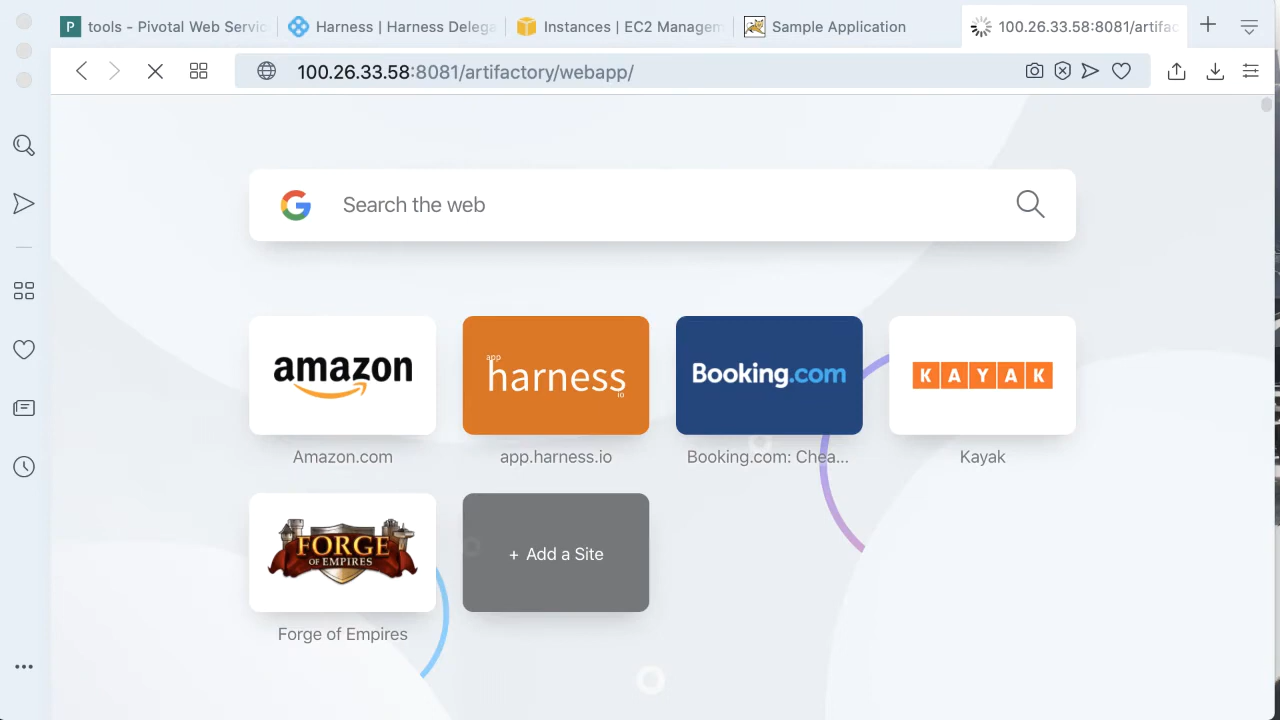 P tools - Pivotal Web Servic
Harness | Harness Delega
Instances | EC2 Managem
Sample Application
100.26.33.58:8081/artifac
100.26.33.58:8081/artifactory/webapp/
G Search the web
amazon
app
harness
io
Booking.com
KAYAK
Amazon.com
app.harness.io
Booking.com: Chea...
Kayak
FORGE
OF EMPIRES
+ Add a Site
Forge of Empires